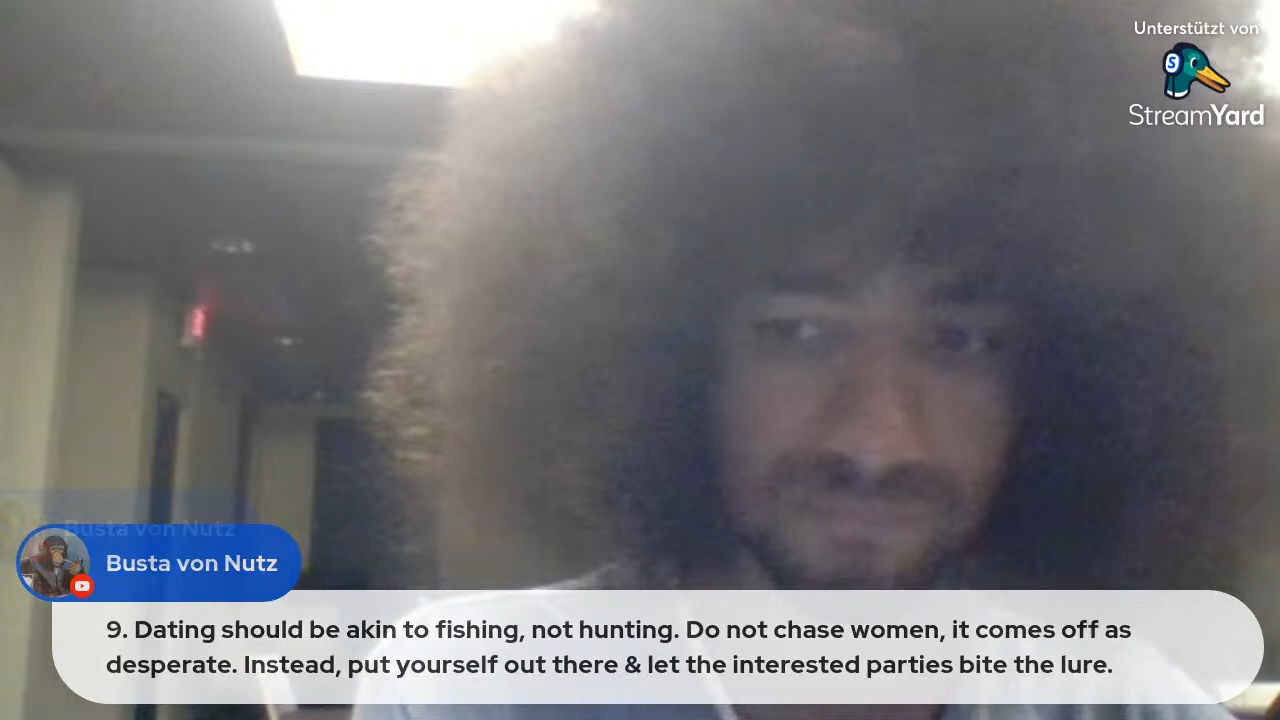 Unterstützt von
S
StreamYard
Busta von Nutz
Busta von Nutz
9. Dating should be akin to fishing, not hunting. Do not chase women, it comes off as
desperate. Instead, put yourself out there & let the interested parties bite the lure.